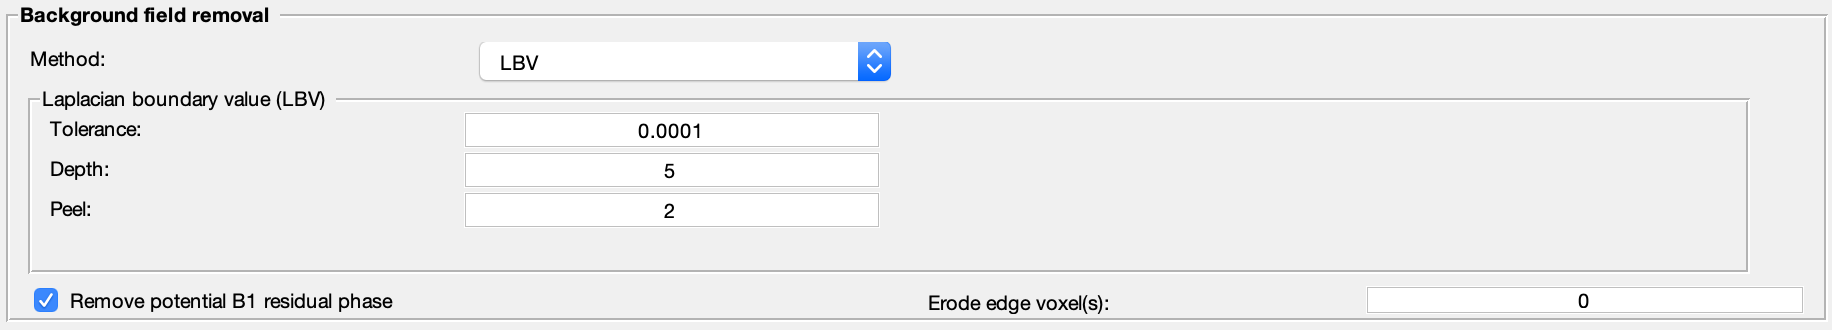 Background field removal
Method: LBV
Laplacian boundary value (LBV)
Tolerance: 0.0001
Depth: 5
Peel: 2
Remove potential B1 residual phase Erode edge voxel(s): 0